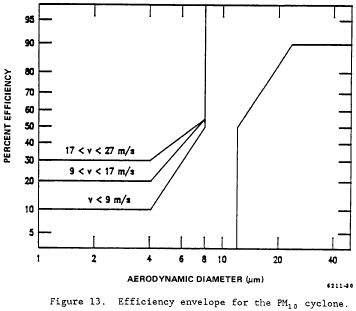 95
90
80
70
60
50
40
30
20
10
5
PERCENT EFFICIENCY
17 < v < 27 m/s
9 < v < 17 m/s
v < 9 m/s
1 2 4 6 8 10 20 40
AERODYNAMIC DIAMETER (μm)
Figure 13. Efficiency envelope for the PM₁₀ cyclone.